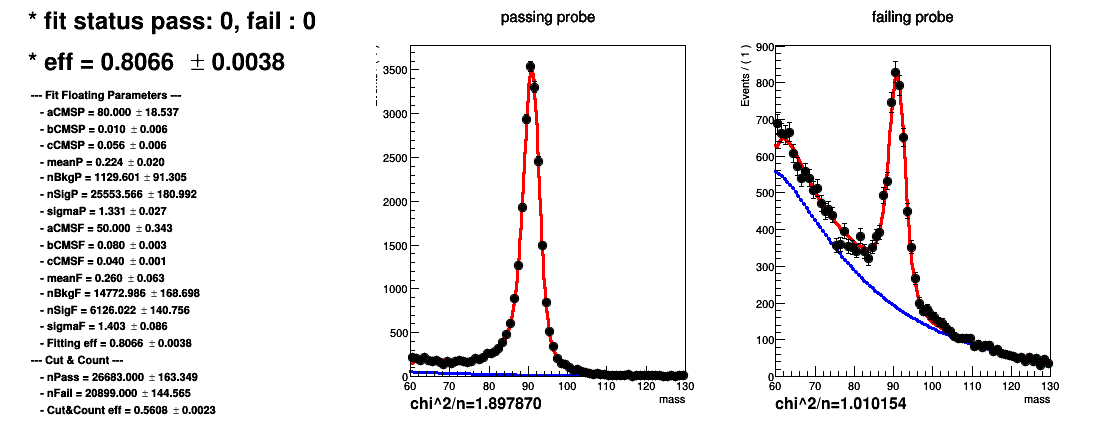 * fit status pass: 0, fail : 0
* eff = 0.8066 ± 0.0038
--- Fit Floating Parameters ---
- aCMSP = 80.000 ± 18.537
- bCMSP = 0.010 ± 0.006
- cCMSP = 0.056 ± 0.006
- meanP = 0.224 ± 0.020
- nBkgP = 1129.601 ± 91.305
- nSigP = 25553.566 ± 180.992
- sigmaP = 1.331 ± 0.027
- aCMSF = 50.000 ± 0.343
- bCMSF = 0.080 ± 0.003
- cCMSF = 0.040 ± 0.001
- meanF = 0.260 ± 0.063
- nBkgF = 14772.986 ± 168.698
- nSigF = 6126.022 ± 140.756
- sigmaF = 1.403 ± 0.086
- Fitting eff = 0.8066 ± 0.0038
--- Cut & Count ---
- nPass = 26683.000 ± 163.349
- nFail = 20899.000 ± 144.565
- Cut&Count eff = 0.5608 ± 0.0023
passing probe
3500
3000
2500
2000
1500
1000
500
0
60 70 80 90 100 110 120 130
mass
chi^2/n=1.897870
failing probe
Events / ( 1 )
900
800
700
600
500
400
300
200
100
0
60 70 80 90 100 110 120 130
mass
chi^2/n=1.010154